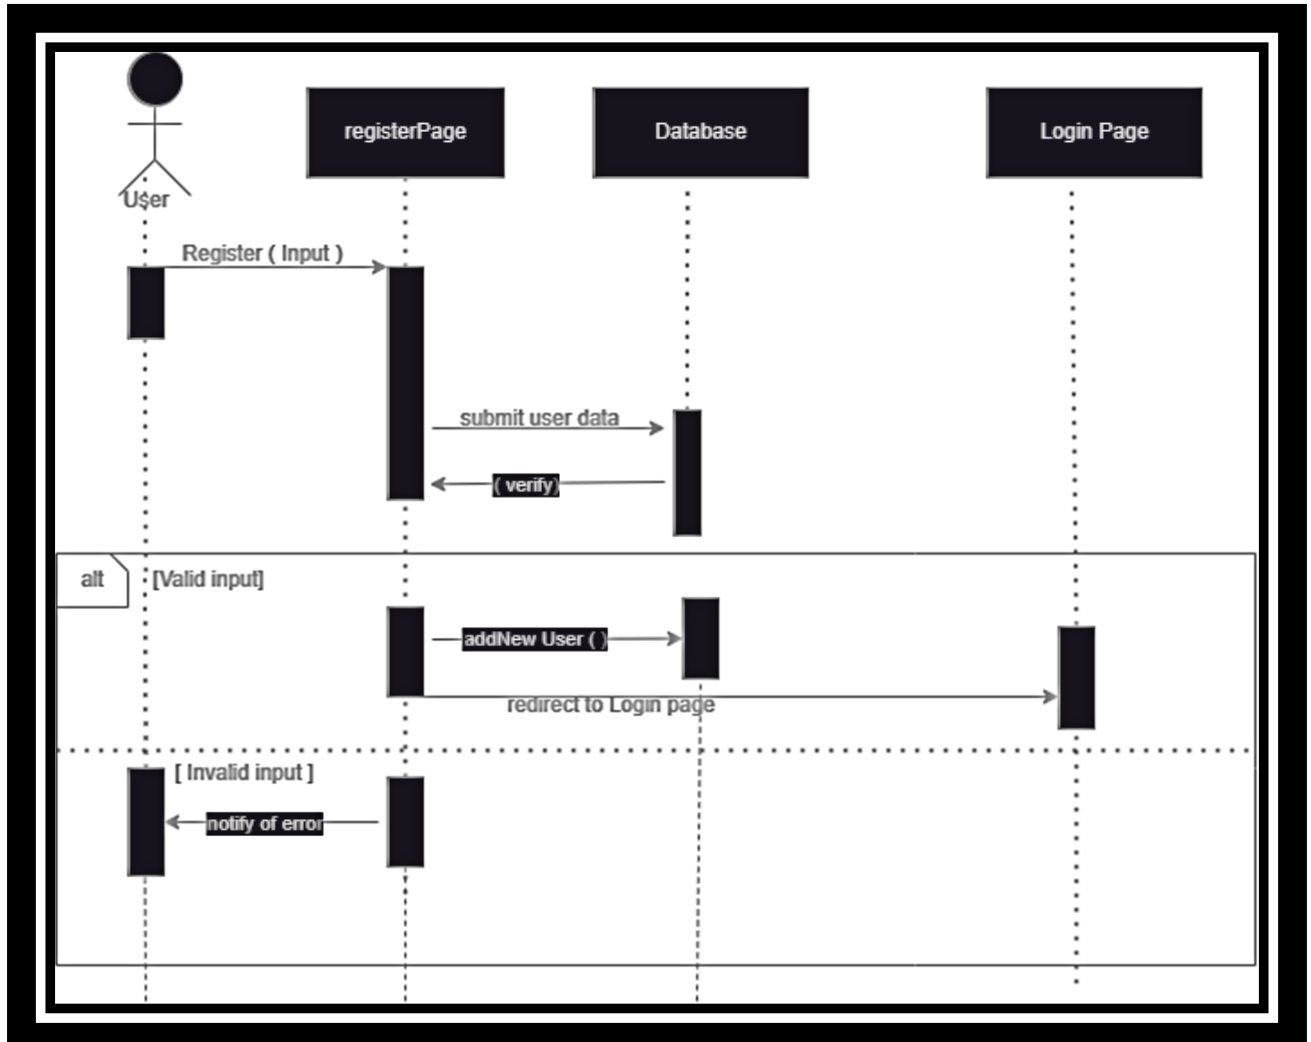 registerPage
Database
Login Page
User
Register ( Input )
submit user data
( verify)
alt
[Valid input]
addNew User ( )
redirect to Login page
[ Invalid input ]
notify of error